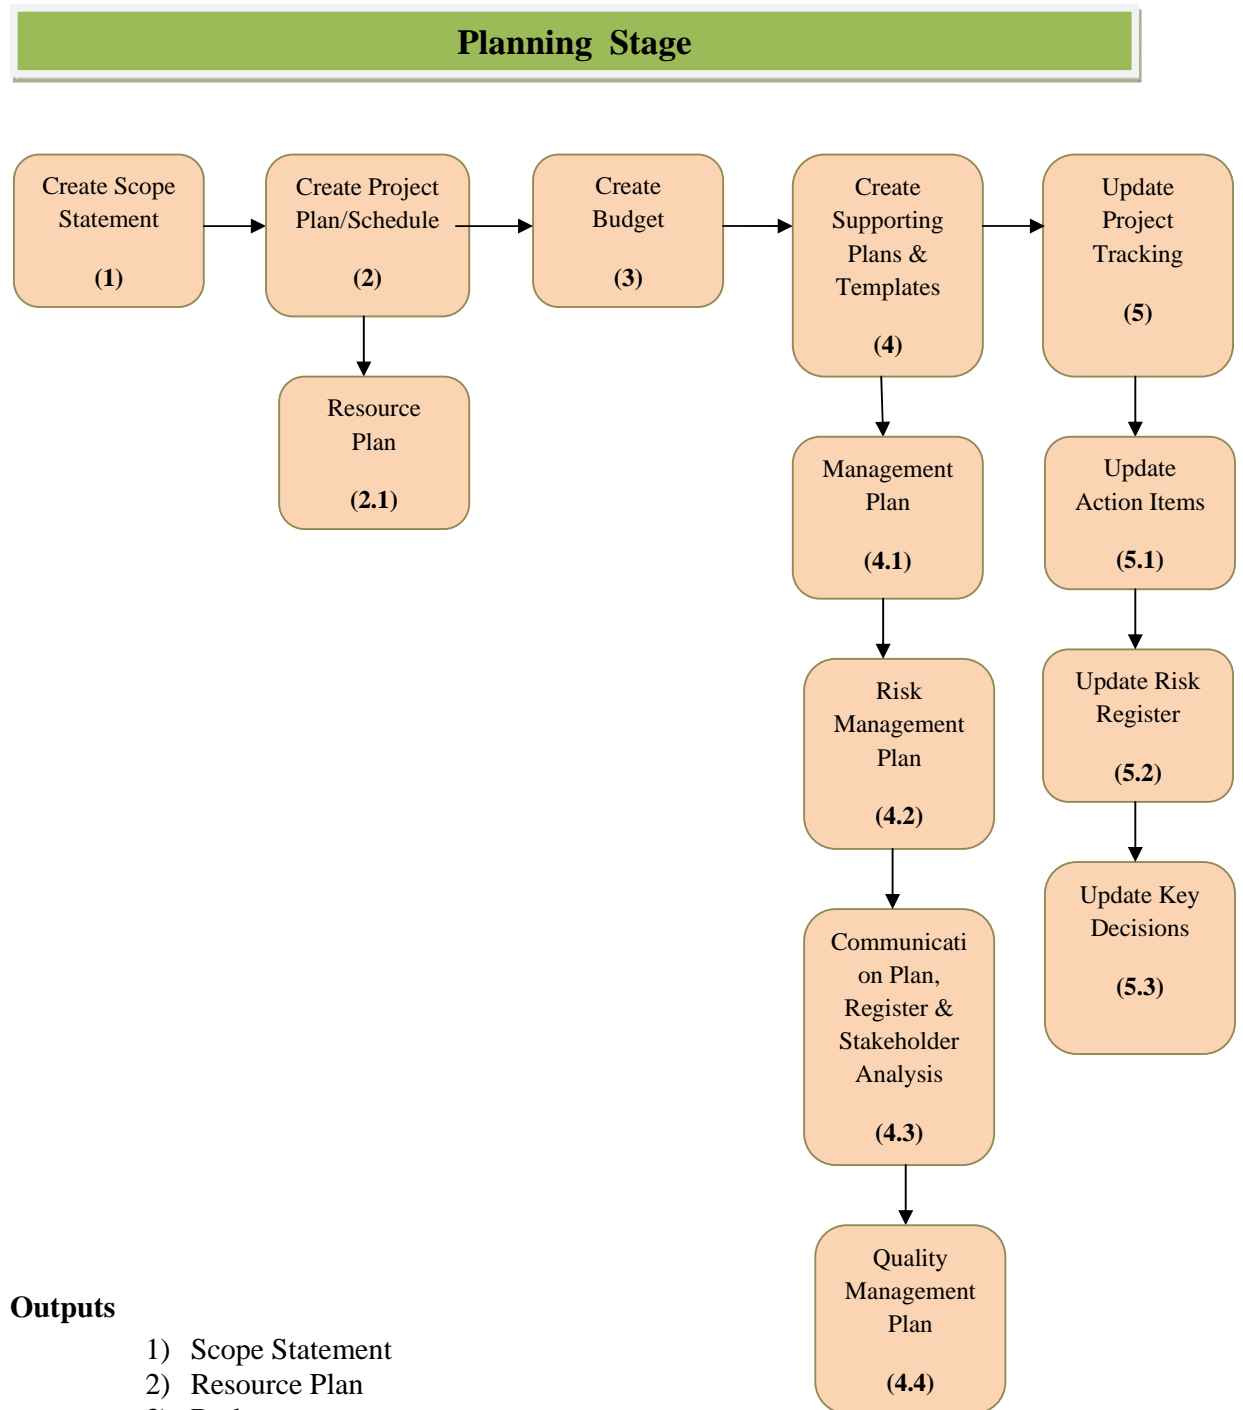 Planning Stage
Create Scope
Statement
(1)
Create Project
Plan/Schedule
(2)
Create
Budget
(3)
Create
Supporting
Plans &
Templates
(4)
Update
Project
Tracking
(5)
Resource
Plan
(2.1)
Management
Plan
(4.1)
Update
Action Items
(5.1)
Risk
Management
Plan
(4.2)
Update Risk
Register
(5.2)
Communicati
on Plan,
Register &
Stakeholder
Analysis
(4.3)
Update Key
Decisions
(5.3)
Quality
Management
Plan
(4.4)
Outputs
1) Scope Statement
2) Resource Plan